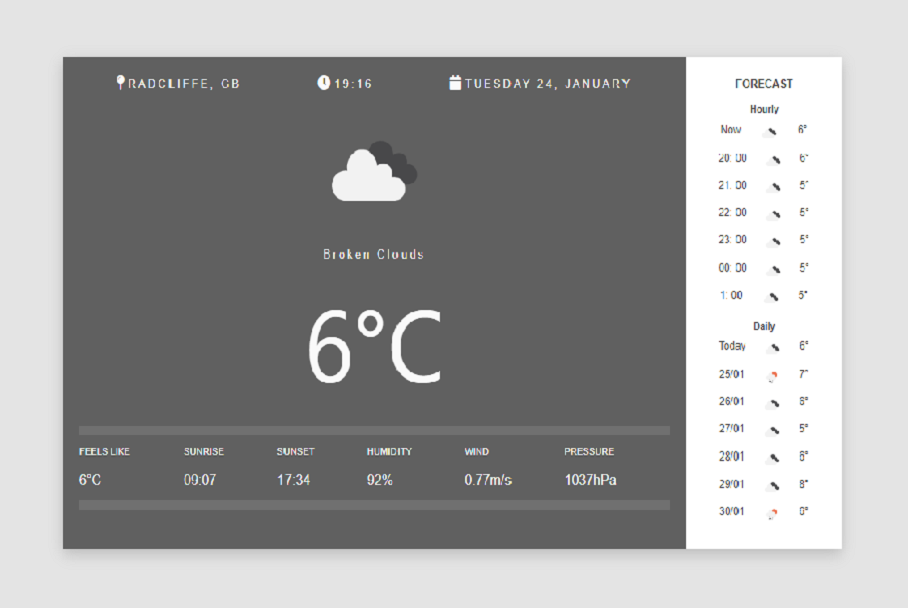 RADCLIFFE, GB 19:16 TUESDAY 24, JANUARY
Broken Clouds
6°C
FEELS LIKE SUNRISE SUNSET HUMIDITY WIND PRESSURE
6°C 09:07 17:34 92% 0.77m/s 1037hPa
FORECAST
Hourly
Now 6°
20: 00 6°
21: 00 5°
22: 00 5°
23: 00 5°
00: 00 5°
1: 00 5°
Daily
Today 6°
25/01 7°
26/01 8°
27/01 5°
28/01 6°
29/01 8°
30/01